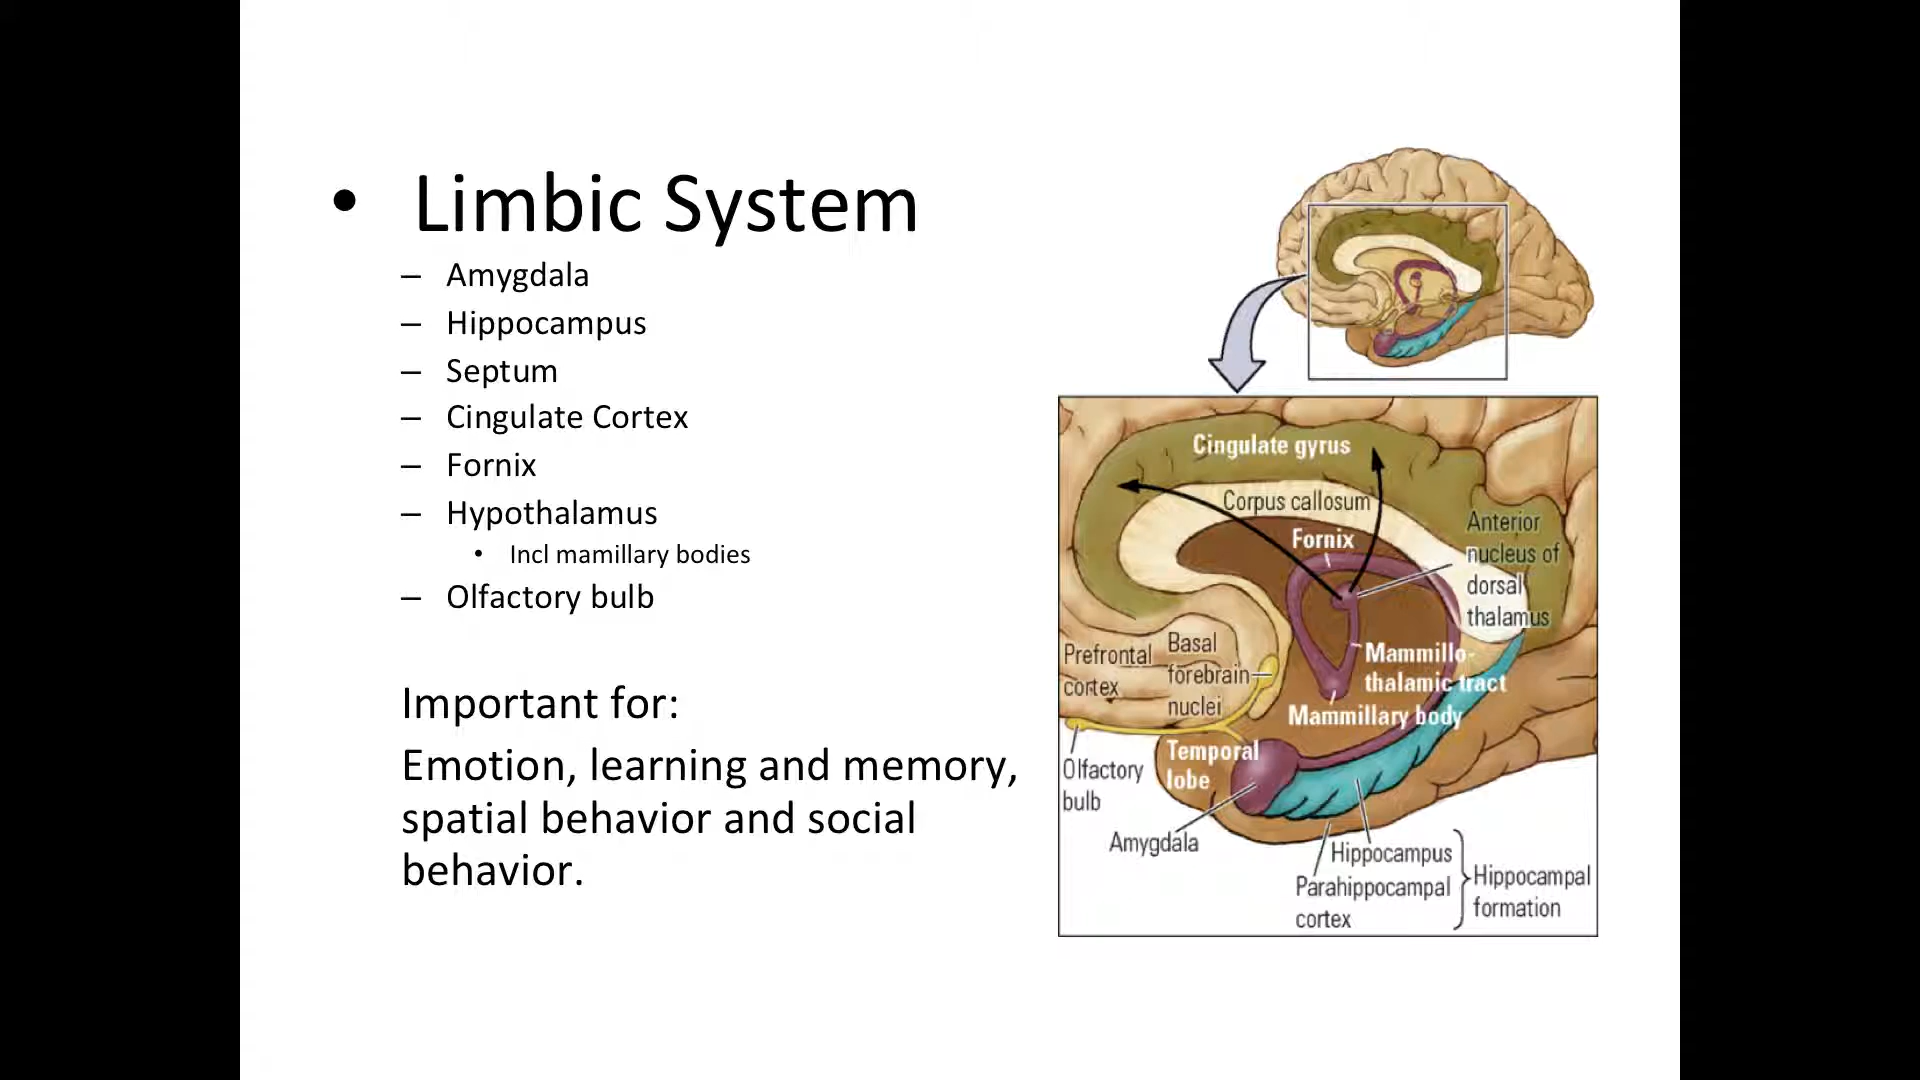 • Limbic System
– Amygdala
– Hippocampus
– Septum
– Cingulate Cortex
– Fornix
– Hypothalamus
• Incl mamillary bodies
– Olfactory bulb
Important for:
Emotion, learning and memory,
spatial behavior and social
behavior.
Cingulate gyrus
Corpus callosum
Fornix
Anterior
nucleus of
dorsal
thalamus
Prefrontal
cortex
Basal
forebrain
nuclei
Mammillo-
thalamic tract
Mammillary body
Temporal
lobe
Olfactory
bulb
Amygdala
Hippocampus
Parahippocampal
cortex
Hippocampal
formation